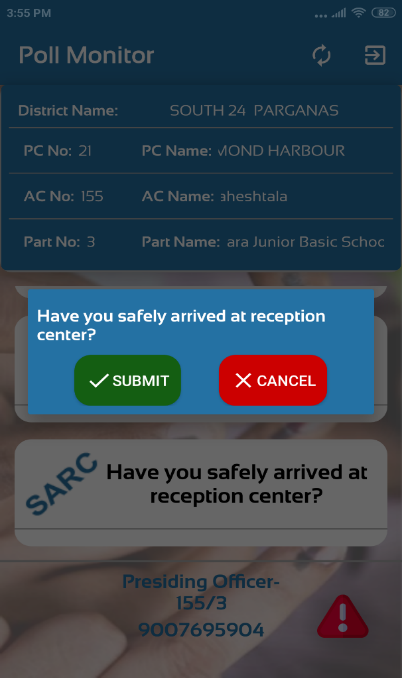 3:55 PM
82
Poll Monitor
District Name: SOUTH 24 PARGANAS
PC No: 21 PC Name: MOND HARBOUR
AC No: 155 AC Name: aheshtala
Part No: 3 Part Name: ara Junior Basic Schoo
Have you safely arrived at reception
center?
SUBMIT CANCEL
SARC
Have you safely arrived at
reception center?
Presiding Officer-
155/3
9007695904